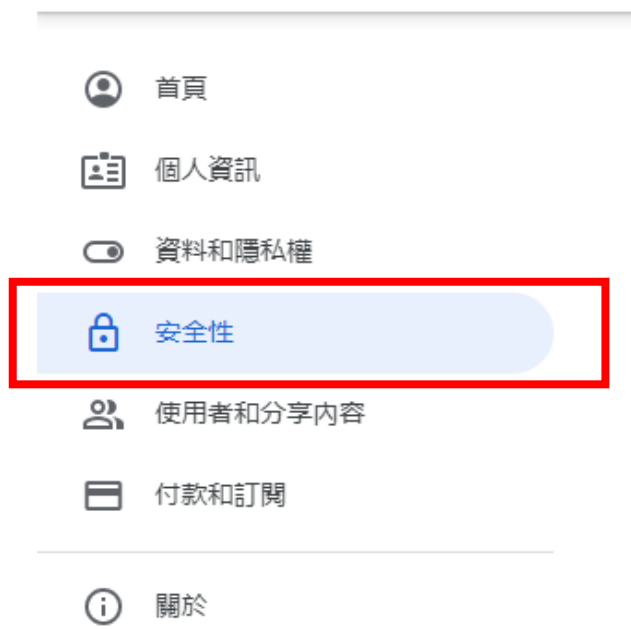 首頁
個人資訊
資料和隱私權
安全性
使用者和分享內容
付款和訂閱
關於